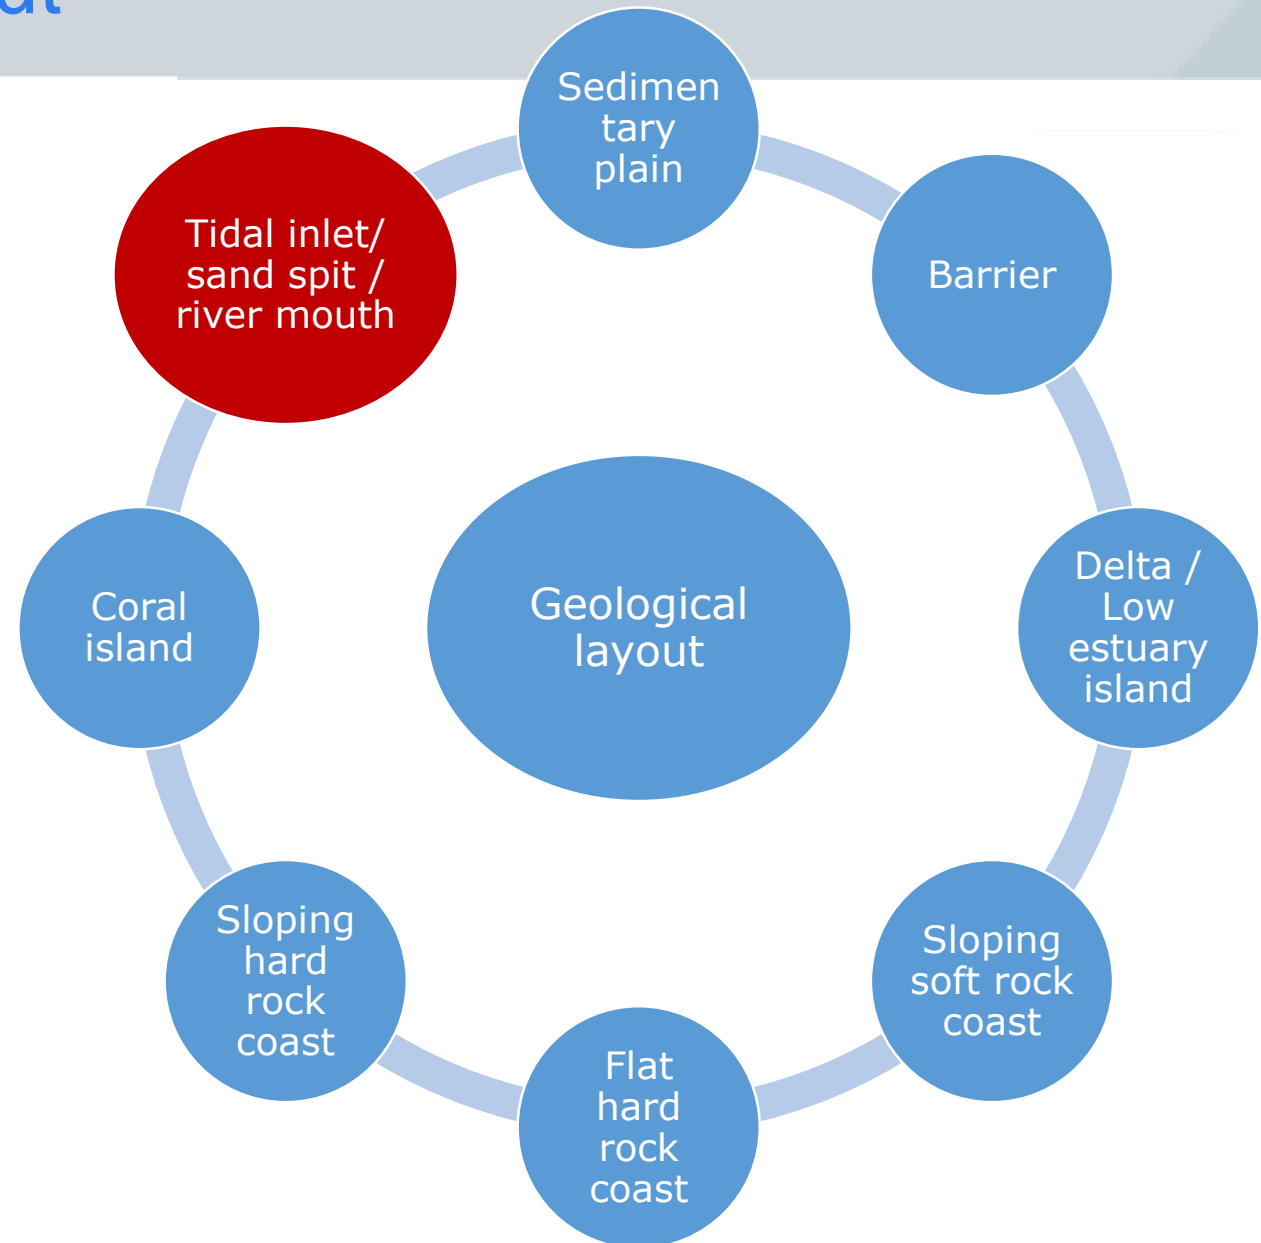 Sedimen
tary
plain
Tidal inlet/
sand spit /
river mouth
Barrier
Delta /
Low
estuary
island
Coral
island
Geological
layout
Sloping
hard
rock
coast
Sloping
soft rock
coast
Flat
hard
rock
coast